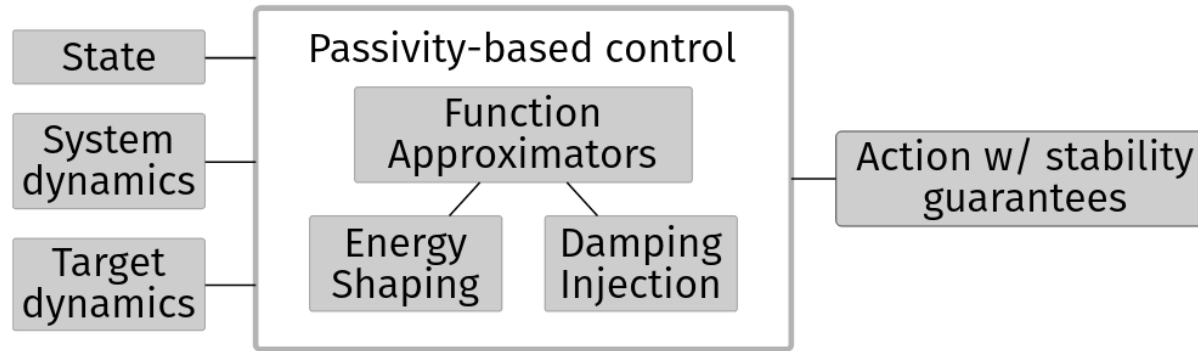 State
System
dynamics
Target
dynamics
Passivity-based control
Function
Approximators
Energy
Shaping
Damping
Injection
Action w/ stability
guarantees